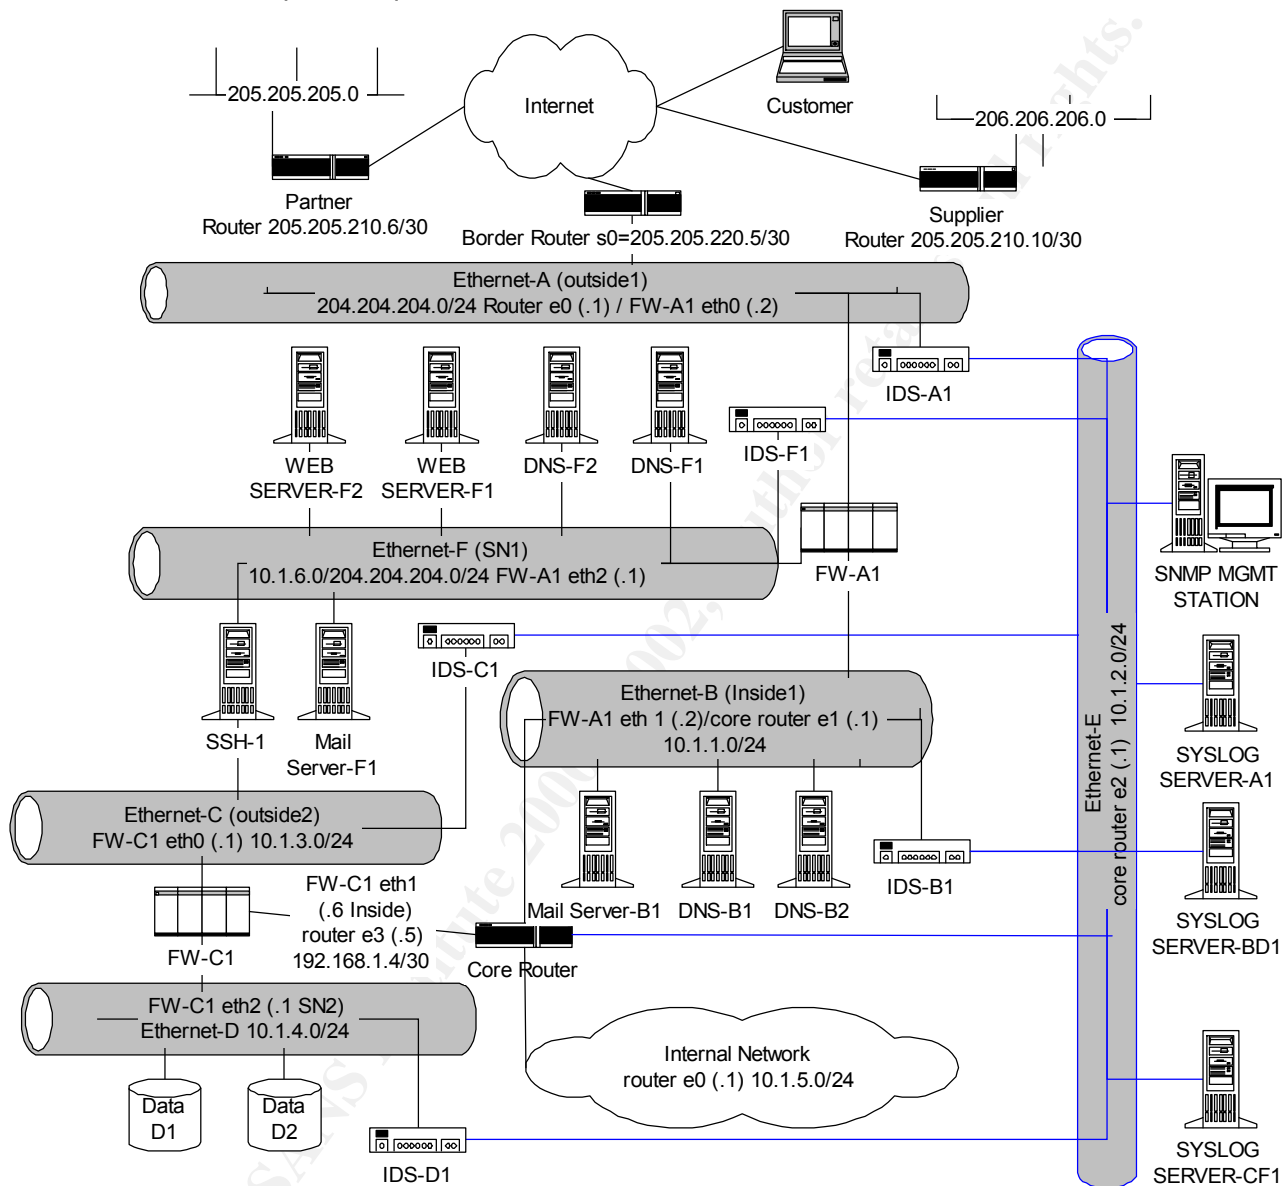 205.205.205.0
Internet
Customer
206.206.206.0
Partner
Router 205.205.210.6/30
Border Router s0=205.205.220.5/30
Supplier
Router 205.205.210.10/30
Ethernet-A (outside1)
204.204.204.0/24 Router e0 (.1) / FW-A1 eth0 (.2)
IDS-A1
IDS-F1
WEB
SERVER-F2
WEB
SERVER-F1
DNS-F2
DNS-F1
FW-A1
Ethernet-F (SN1)
10.1.6.0/204.204.204.0/24 FW-A1 eth2 (.1)
SNMP MGMT
STATION
IDS-C1
SSH-1
Mail
Server-F1
Ethernet-B (Inside1)
FW-A1 eth 1 (.2)/core router e1 (.1)
10.1.1.0/24
Ethernet-E
core router e2 (.1) 10.1.2.0/24
SYSLOG
SERVER-A1
Ethernet-C (outside2)
FW-C1 eth0 (.1) 10.1.3.0/24
Mail Server-B1
DNS-B1
DNS-B2
IDS-B1
SYSLOG
SERVER-BD1
FW-C1
FW-C1 eth1
(.6 Inside)
router e3 (.5)
192.168.1.4/30
Core Router
FW-C1 eth2 (.1 SN2)
Ethernet-D 10.1.4.0/24
Internal Network
router e0 (.1) 10.1.5.0/24
Data
D1
Data
D2
IDS-D1
SYSLOG
SERVER-CF1
SANS Institute 2000 2002, Author retains rights.